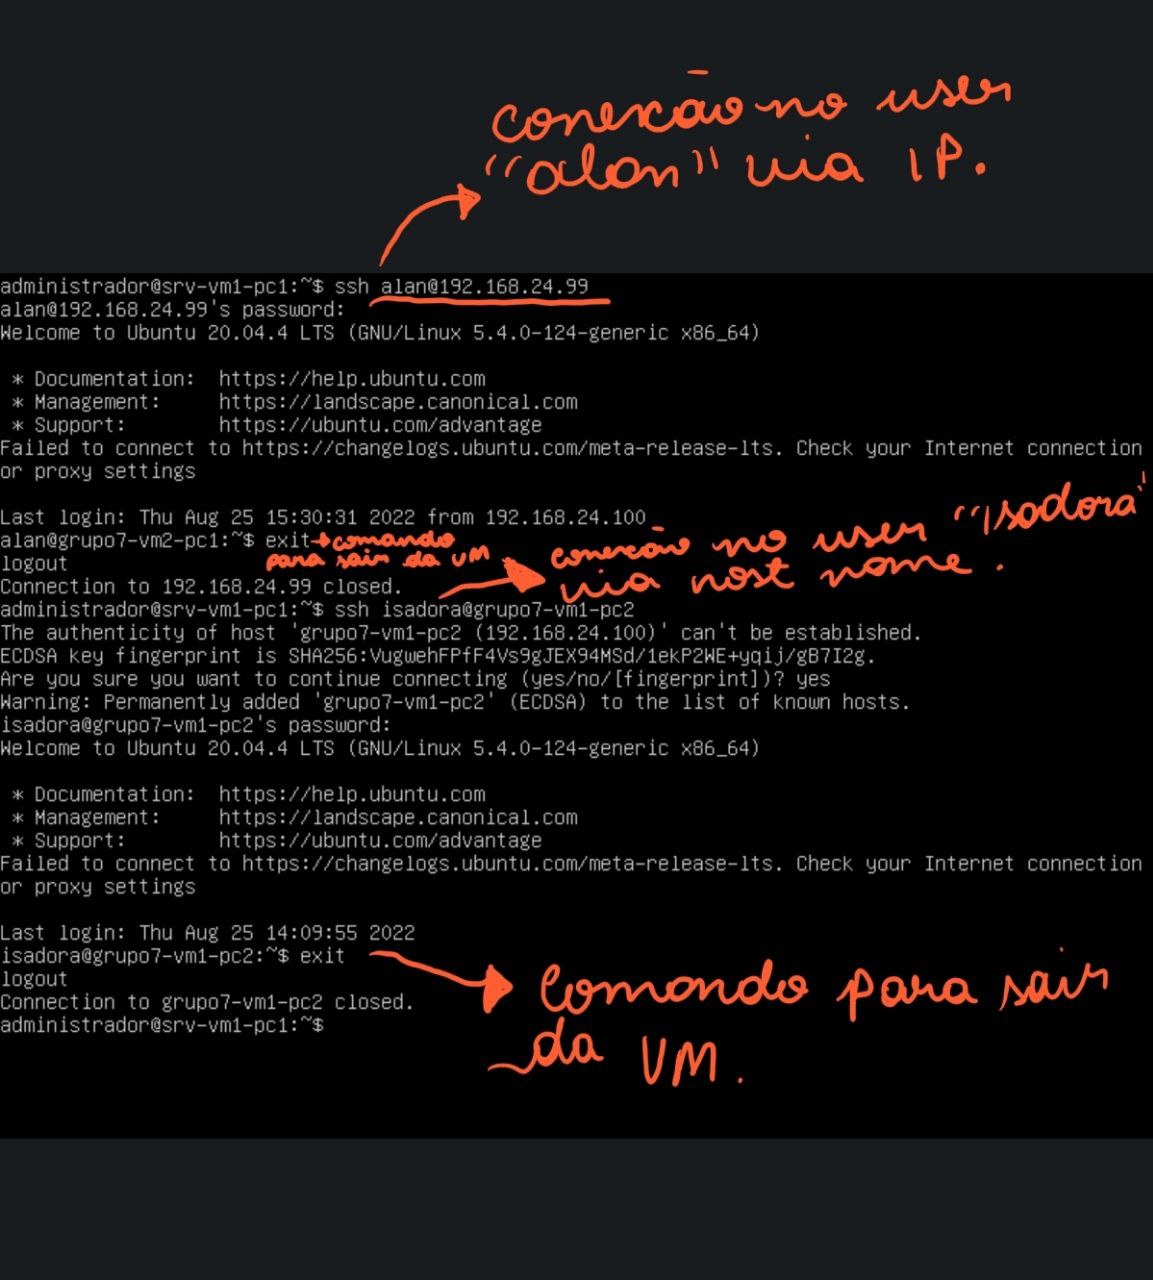 conexão no user
"alan" via IP.
administrador@srv-vm1-pc1:~$ ssh alan@192.168.24.99
alan@192.168.24.99's password:
Welcome to Ubuntu 20.04.4 LTS (GNU/Linux 5.4.0-124-generic x86_64)
* Documentation: https://help.ubuntu.com
* Management: https://landscape.canonical.com
* Support: https://ubuntu.com/advantage
Failed to connect to https://changelogs.ubuntu.com/meta-release-lts. Check your Internet connection
or proxy settings
Last login: Thu Aug 25 15:30:31 2022 from 192.168.24.100
alan@grupo7-vm2-pc1:~$ exit
comando
para sair da VM
conexão no user "Isadora"
via host nome.
logout
Connection to 192.168.24.99 closed.
administrador@srv-vm1-pc1:~$ ssh isadora@grupo7-vm1-pc2
The authenticity of host 'grupo7-vm1-pc2 (192.168.24.100)' can't be established.
ECDSA key fingerprint is SHA256:VugwehFPfF4Vs9gJEX94MSd/1ekP2WE+yqij/gB7I2g.
Are you sure you want to continue connecting (yes/no/[fingerprint])? yes
Warning: Permanently added 'grupo7-vm1-pc2' (ECDSA) to the list of known hosts.
isadora@grupo7-vm1-pc2's password:
Welcome to Ubuntu 20.04.4 LTS (GNU/Linux 5.4.0-124-generic x86_64)
* Documentation: https://help.ubuntu.com
* Management: https://landscape.canonical.com
* Support: https://ubuntu.com/advantage
Failed to connect to https://changelogs.ubuntu.com/meta-release-lts. Check your Internet connection
or proxy settings
Last login: Thu Aug 25 14:09:55 2022
isadora@grupo7-vm1-pc2:~$ exit
logout
Connection to grupo7-vm1-pc2 closed.
administrador@srv-vm1-pc1:~$
Comando para sair
da VM.